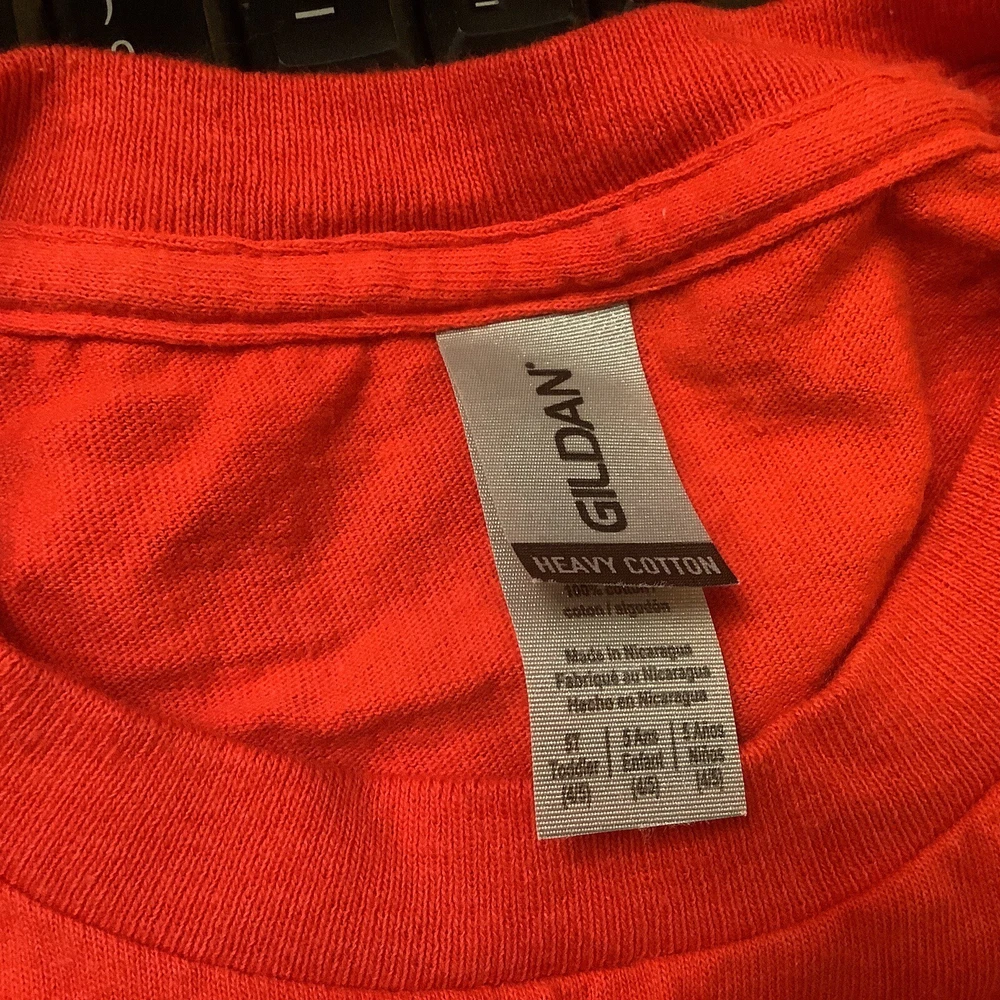 GILDAN®
HEAVY COTTON
100% cotton /
coton / algodón
Made in Nicaragua
Fabriqué au Nicaragua
Hecho en Nicaragua
5T | 5 Ans | 5 Años
Toddler | Enfant | Niños
(4/5) | (4/5) | (4/5)